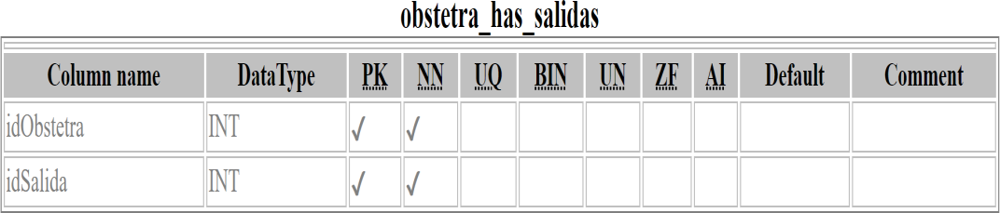 obstetra_has_salidas
Column name DataType PK NN UQ BIN UN ZF AI Default Comment
idObstetra INT ✓ ✓
idSalida INT ✓ ✓